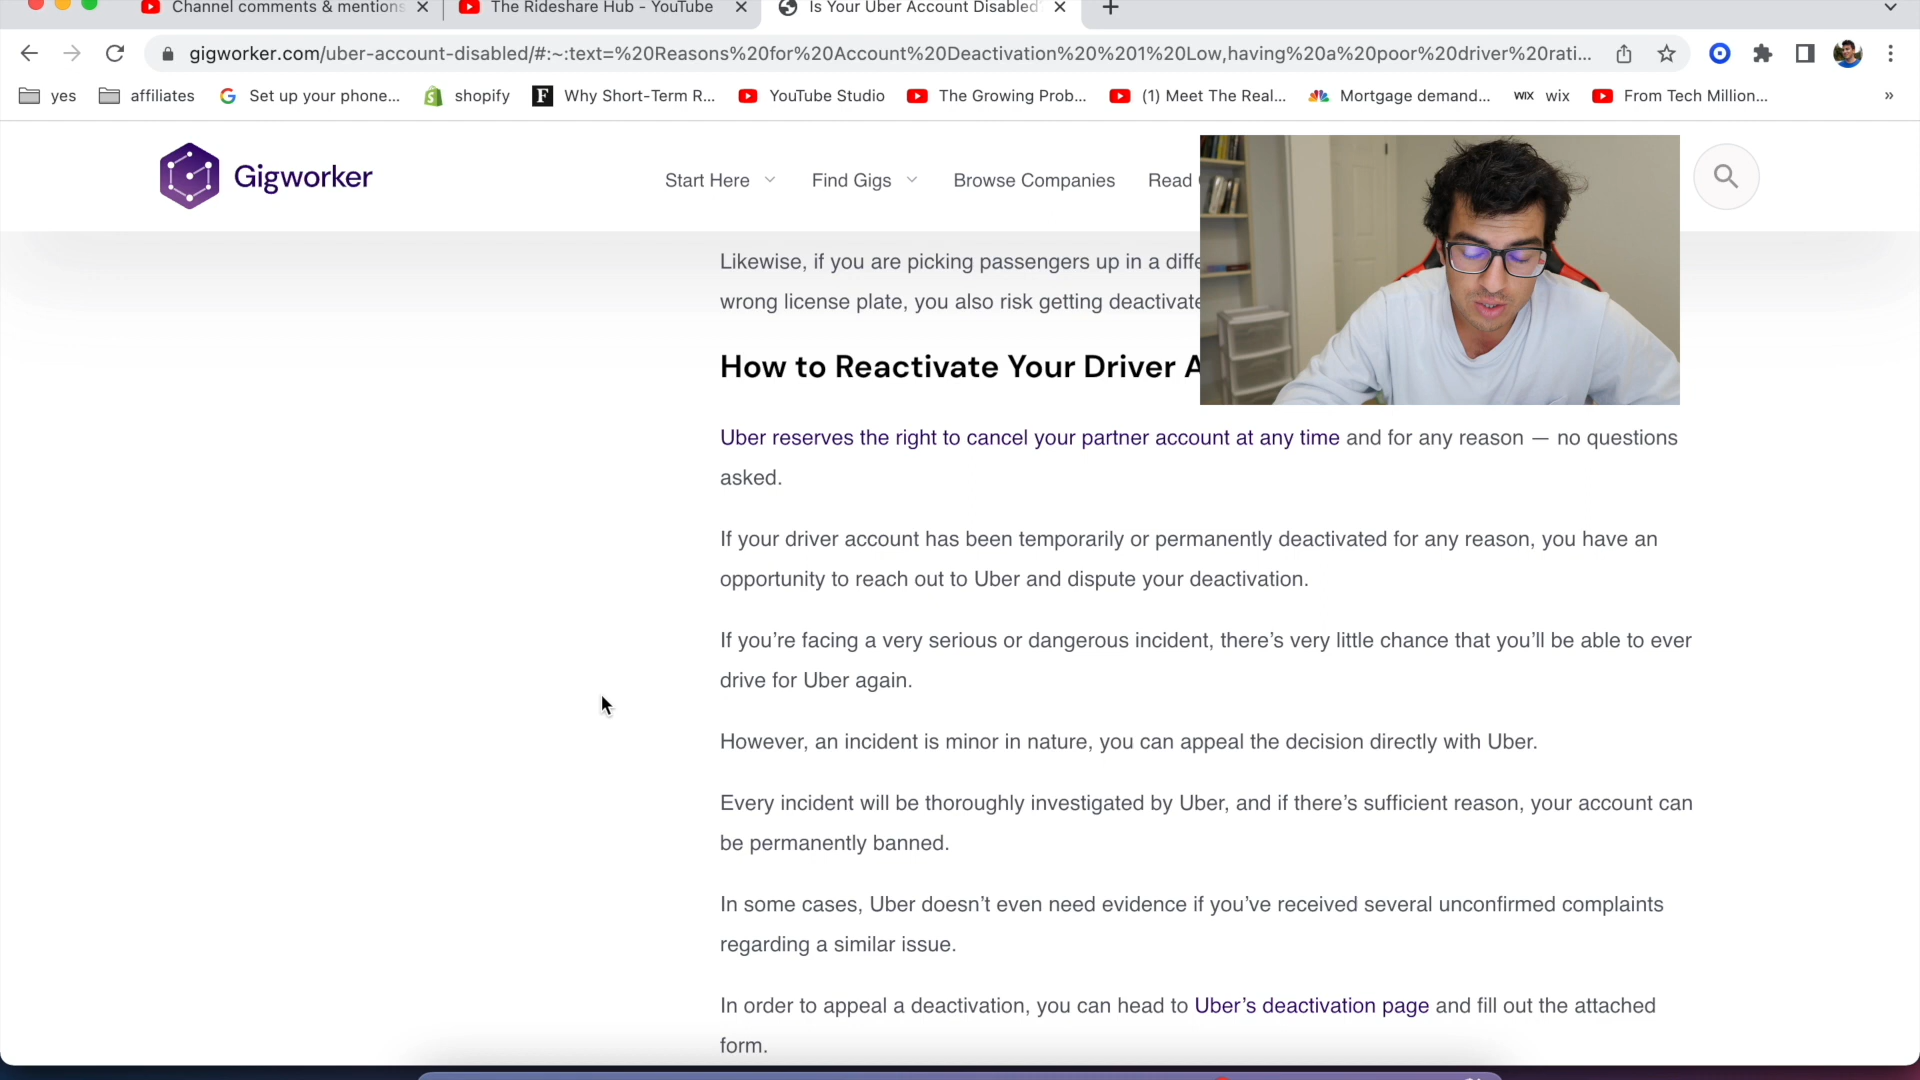 Channel comments & mentions
The Rideshare Hub - YouTube
Is Your Uber Account Disabled
gigworker.com/uber-account-disabled/#:~:text=%20Reasons%20for%20Account%20Deactivation%20%201%20Low,having%20a%20poor%20driver%20rati...
yes
affiliates
Set up your phone...
shopify
Why Short-Term R...
YouTube Studio
The Growing Prob...
(1) Meet The Real...
Mortgage demand...
WIX wix
From Tech Million...
»
Gigworker
Start Here
Find Gigs
Browse Companies
Read
Likewise, if you are picking passengers up in a diffe
wrong license plate, you also risk getting deactivate
How to Reactivate Your Driver A
Uber reserves the right to cancel your partner account at any time and for any reason — no questions
asked.
If your driver account has been temporarily or permanently deactivated for any reason, you have an
opportunity to reach out to Uber and dispute your deactivation.
If you’re facing a very serious or dangerous incident, there’s very little chance that you’ll be able to ever
drive for Uber again.
However, an incident is minor in nature, you can appeal the decision directly with Uber.
Every incident will be thoroughly investigated by Uber, and if there’s sufficient reason, your account can
be permanently banned.
In some cases, Uber doesn’t even need evidence if you’ve received several unconfirmed complaints
regarding a similar issue.
In order to appeal a deactivation, you can head to Uber’s deactivation page and fill out the attached
form.